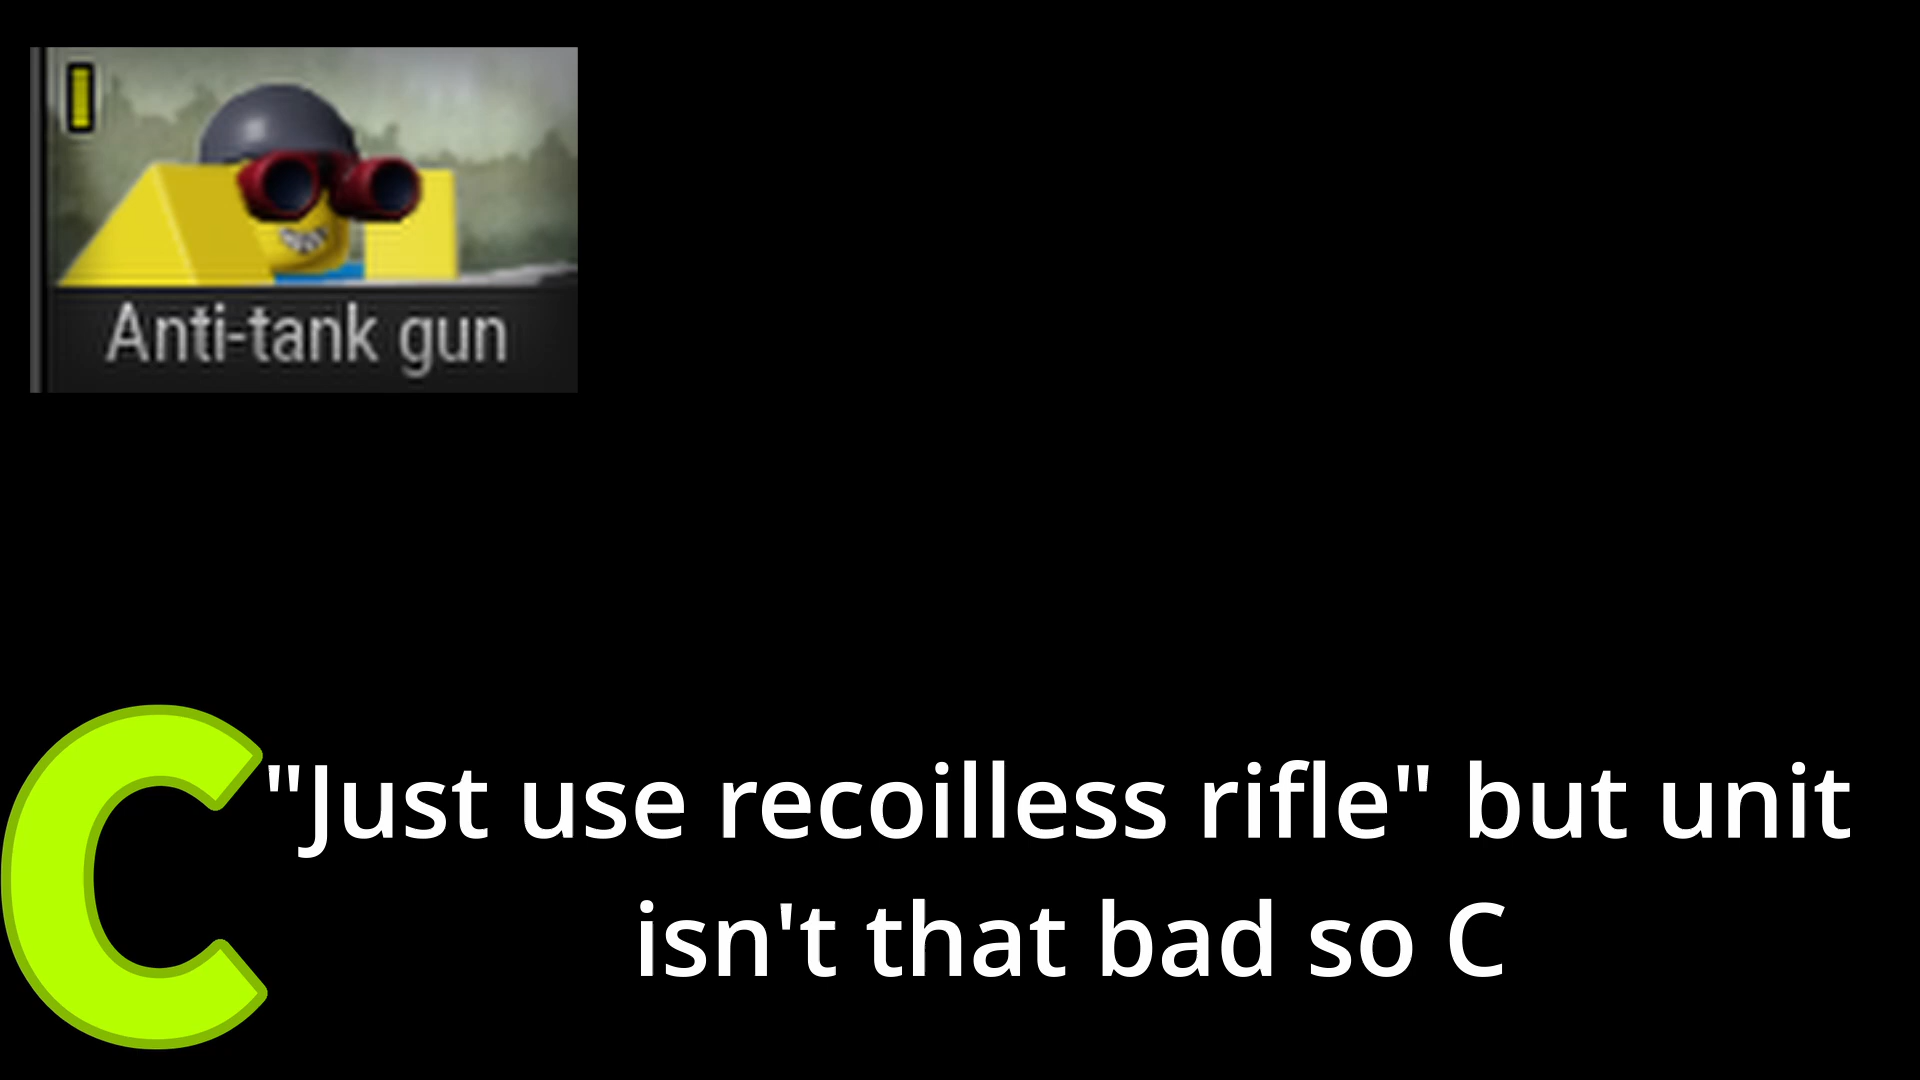 Anti-tank gun
C
"Just use recoilless rifle" but unit
isn't that bad so C